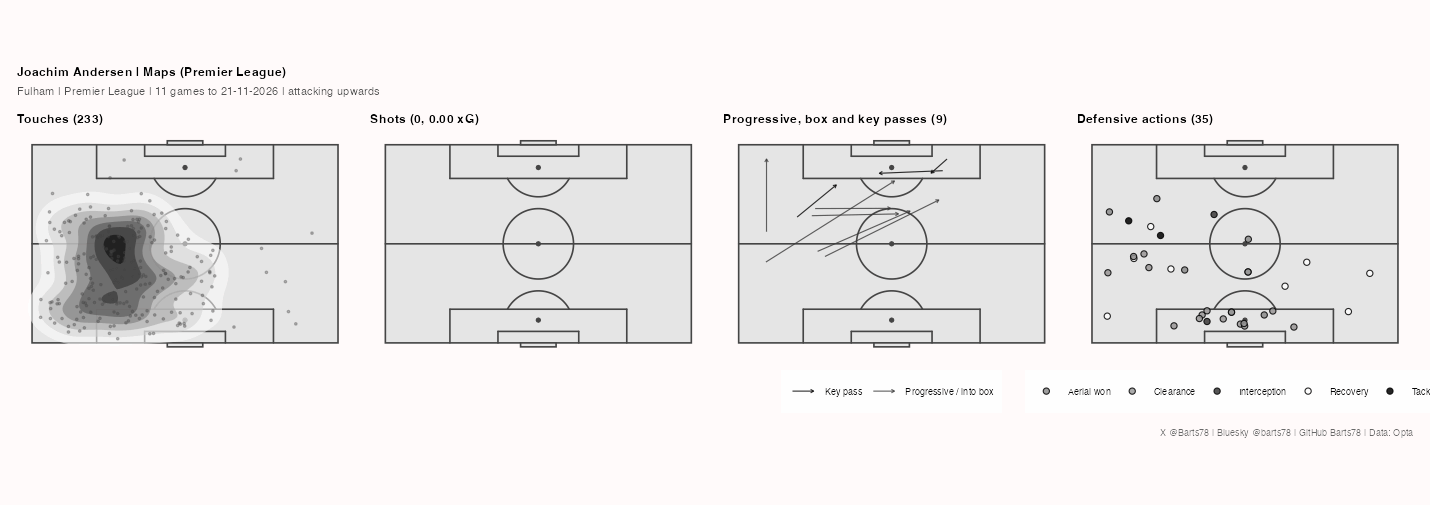 Joachim Andersen | Maps (Premier League)
Fulham | Premier League | 11 games to 21-11-2026 | attacking upwards
Touches (233)
Shots (0, 0.00 xG)
Progressive, box and key passes (9)
Defensive actions (35)
Key pass
Progressive / into box
Aerial won
Clearance
Interception
Recovery
Tack
X @Barts78 | Bluesky @barts78 | GitHub Barts78 | Data: Opta